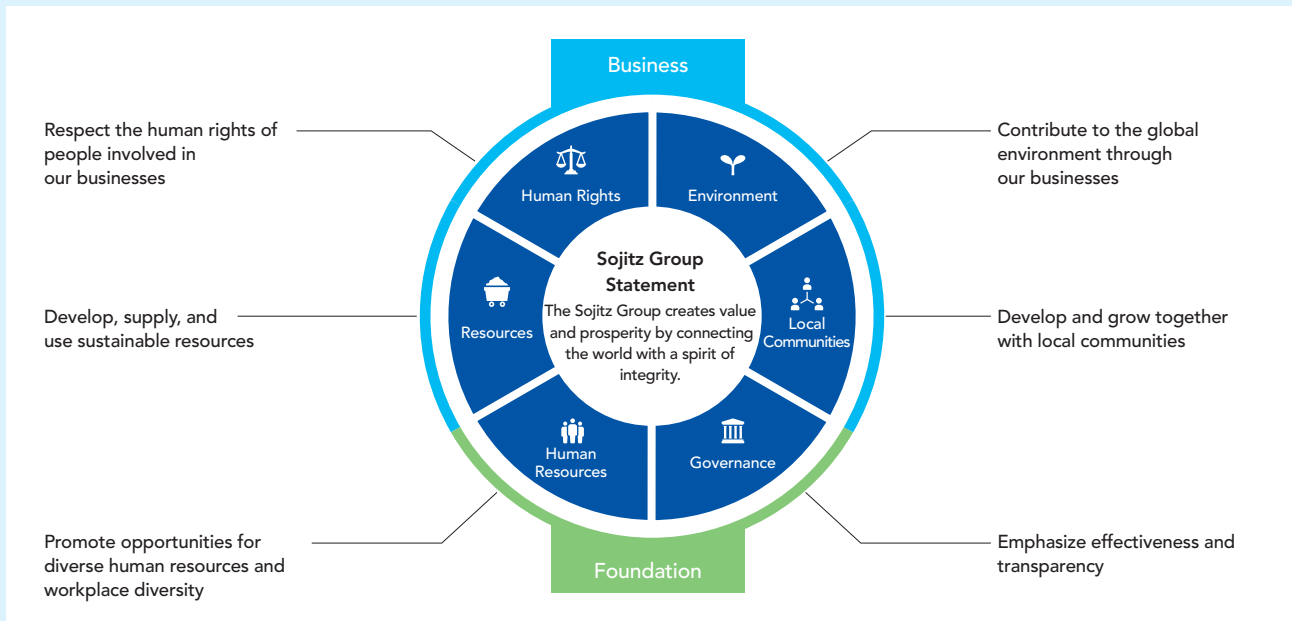 Business
Respect the human rights of
people involved in
our businesses
Contribute to the global
environment through
our businesses
Human Rights
Environment
Sojitz Group
Statement
The Sojitz Group creates value
and prosperity by connecting
the world with a spirit of
integrity.
Develop, supply, and
use sustainable resources
Resources
Local
Communities
Develop and grow together
with local communities
Human
Resources
Governance
Promote opportunities for
diverse human resources and
workplace diversity
Emphasize effectiveness and
transparency
Foundation